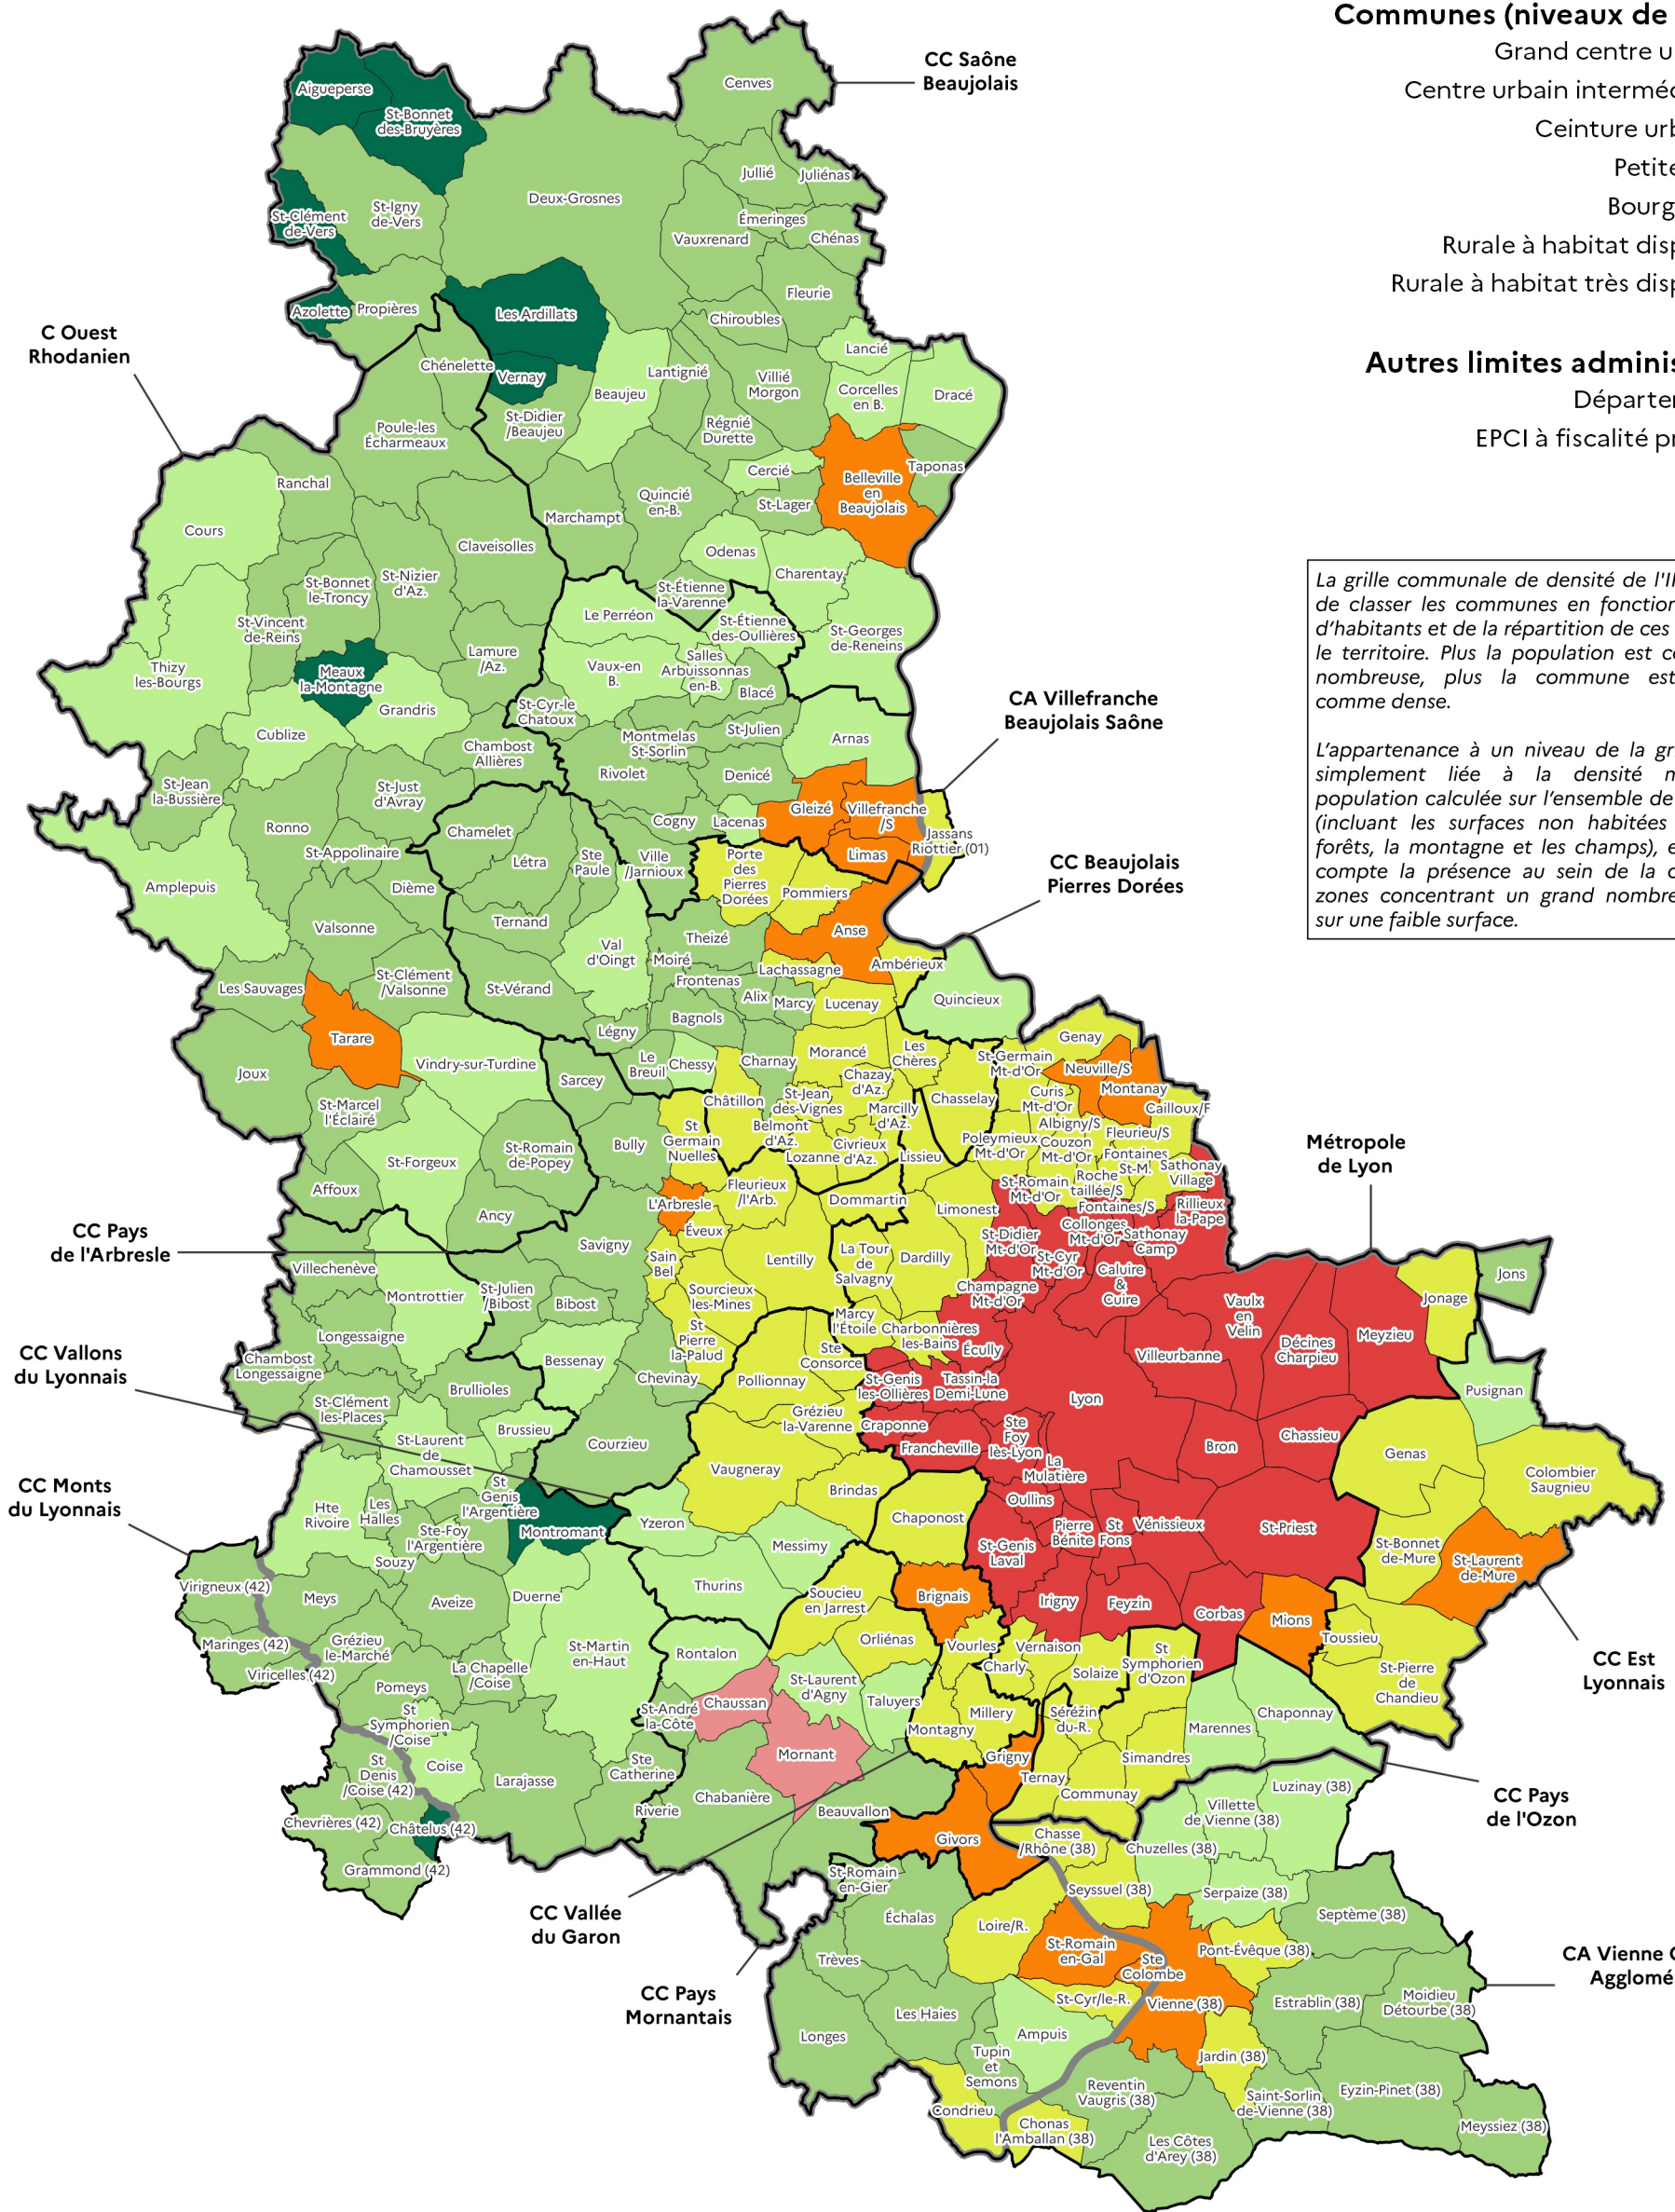 Communes (niveaux de
Grand centre u
Centre urbain interméd
Ceinture urb
Petite
Bourg
Rurale à habitat disp
Rurale à habitat très disp
Autres limites adminis
Départe
EPCI à fiscalité pr
La grille communale de densité de l'I
de classer les communes en fonction
d'habitants et de la répartition de ces
le territoire. Plus la population est c
nombreuse, plus la commune est
comme dense.
L'appartenance à un niveau de la gr
simplement liée à la densité m
population calculée sur l'ensemble de
(incluant les surfaces non habitées
forêts, la montagne et les champs), e
compte la présence au sein de la c
zones concentrant un grand nombre
sur une faible surface.
CC Saône
Beaujolais
C Ouest
Rhodanien
CA Villefranche
Beaujolais Saône
CC Beaujolais
Pierres Dorées
Métropole
de Lyon
CC Pays
de l'Arbresle
CC Vallons
du Lyonnais
CC Monts
du Lyonnais
CC Est
Lyonnais
CC Pays
de l'Ozon
CC Vallée
du Garon
CC Pays
Mornantais
CA Vienne
Agglomé
Aigueperse
St-Bonnet
des-Bruyères
Cenves
St-Clément
de-Vers
St-Igny
de-Vers
Deux-Grosnes
Jullié
Juliénas
Émeringes
Vauxrenard
Chénas
Azolette
Propières
Les Ardillats
Fleurie
Chiroubles
Lancié
Chénelette
Vernay
Lantignié
Beaujeu
Villié
Morgon
Corcelles
en B.
Dracé
St-Didier
/Beaujeu
Poule-les
Écharmeaux
Régnié
Durette
Cercié
Taponas
Belleville
en
Beaujolais
Ranchal
Quincié
en-B.
St-Lager
Marchampt
Cours
Claveisolles
Odenas
Charentay
St-Bonnet
le-Troncy
St-Nizier
d'Az.
St-Étienne
la-Varenne
Le Perréon
St-Étienne
des-Oullières
St-Georges
de-Reneins
St-Vincent
de-Reins
Thizy
les-Bourgs
Lamure
/Az.
Meaux
la-Montagne
Vaux-en
B.
Salles
Arbuissonnas
en-B.
Blacé
Grandris
St-Cyr-le
Chatoux
Cublize
Montmelas
St-Sorlin
St-Julien
Arnas
Chambost
Allières
Rivolet
Denicé
St-Jean
la-Bussière
St-Just
d'Avray
Gleizé
Villefranche
/S
Cogny
Lacenas
Ronno
Chamelet
Jassans
Riottier (01)
St-Appolinaire
Létra
Ste
Paule
Ville
/Jarnioux
Limas
Porte
des
Pierres
Dorées
Pommiers
Amplepuis
Dième
Valsonne
Ternand
Val
d'Oingt
Theizé
Anse
Moiré
Lachassagne
Ambérieux
Les Sauvages
St-Clément
/Valsonne
St-Vérand
Frontenas
Alix
Marcy
Lucenay
Quincieux
Légny
Bagnols
Tarare
Vindry-sur-Turdine
Joux
Sarcey
Le
Breuil
Chessy
Charnay
Morancé
Les
Chères
St-Germain
Mt-d'Or
Genay
Neuville/S
Montanay
Chazay
d'Az.
St-Marcel
l'Éclairé
Châtillon
St-Jean
des-Vignes
Marcilly
d'Az.
Chasselay
Curis
Mt-d'Or
Cailloux/F
Albigny/S
Bully
St
Germain
Nuelles
Belmont
d'Az.
Civrieux
d'Az.
Lozanne
Lissieu
Poleymieux
Mt-d'Or
Couzon
Mt-d'Or
Fleurieu/S
Fontaines
St-M.
Sathonay
Village
St-Romain
de-Popey
St-Forgeux
Affoux
Ancy
L'Arbresle
Fleurieux
/l'Arb.
Dommartin
Limonest
St-Romain
Mt-d'Or
Roche
taillée/S
Fontaines/S
Rillieux
la-Pape
Éveux
Savigny
Sain
Bel
Lentilly
La Tour
de
Salvagny
Dardilly
St-Didier
Mt-d'Or
Collonges
Mt-d'Or
Sathonay
Camp
St-Cyr
Mt-d'Or
Villechenève
Montrottier
St-Julien
/Bibost
Bibost
Sourcieux
les-Mines
Champagne
Mt-d'Or
Caluire
&
Cuire
Vaulx
en
Velin
Jonage
Jons
Longessaigne
St
Pierre
la-Palud
Marcy
l'Étoile
Charbonnières
les-Bains
Écully
Villeurbanne
Décines
Charpieu
Meyzieu
Chambost
Longessaigne
Bessenay
Chevinay
Ste
Consorce
Pollionnay
St-Genis
les-Ollières
Tassin-la
Demi-Lune
Lyon
Pusignan
Brullioles
St-Clément
les-Places
Brussieu
Grézieu
la-Varenne
Craponne
Francheville
Ste
Foy
lès-Lyon
La
Mulatière
Bron
Chassieu
Genas
St-Laurent
de
Chamousset
Courzieu
Vaugneray
Brindas
Colombier
Saugnieu
Hte
Rivoire
Les
Halles
St
Genis
l'Argentière
Montromant
Ste-Foy
l'Argentière
Souzy
Yzeron
Messimy
Chaponost
Oullins
Pierre
Bénite
St
Fons
Vénissieux
St-Priest
St-Genis
Laval
St-Bonnet
de-Mure
St-Laurent
de-Mure
Virigneux (42)
Meys
Aveize
Duerne
Thurins
Soucieu
en Jarrest
Brignais
Irigny
Feyzin
Corbas
Mions
Toussieu
Maringes (42)
Grézieu
le-Marché
Viricelles (42)
St-Martin
en-Haut
Rontalon
Orliénas
Vourles
Vernaison
Charly
Solaize
St
Symphorien
d'Ozon
St-Pierre
de
Chandieu
La Chapelle
/Coise
Pomeys
St
Symphorien
/Coise
St-Laurent
d'Agny
Taluyers
Chaussan
St-André
la-Côte
Millery
Montagny
Sérézin
du-R.
Marennes
Chaponnay
St
Denis
/Coise (42)
Coise
Larajasse
Ste
Catherine
Mornant
Grigny
Simandres
Ternay
Communay
Luzinay (38)
Chabanière
Riverie
Beauvallon
Villette
de Vienne (38)
Chevrières (42)
Châtelus (42)
Grammond (42)
Givors
Chasse
/Rhône (38)
Chuzelles (38)
St-Romain
en-Gier
Seyssuel (38)
Serpaize (38)
Échalas
Loire/R.
Septème (38)
St-Romain
en-Gal
Ste
Colombe
Pont-Évêque (38)
Trèves
St-Cyr/le-R.
Vienne (38)
Estrablin (38)
Moidieu
Détourbe (38)
Les Haies
Longes
Ampuis
Jardin (38)
Tupin
et
Semons
Reventin
Vaugris (38)
Saint-Sorlin
de-Vienne (38)
Eyzin-Pinet (38)
Condrieu
Chonas
l'Amballan (38)
Les Côtes
d'Arey (38)
Meyssiez (38)